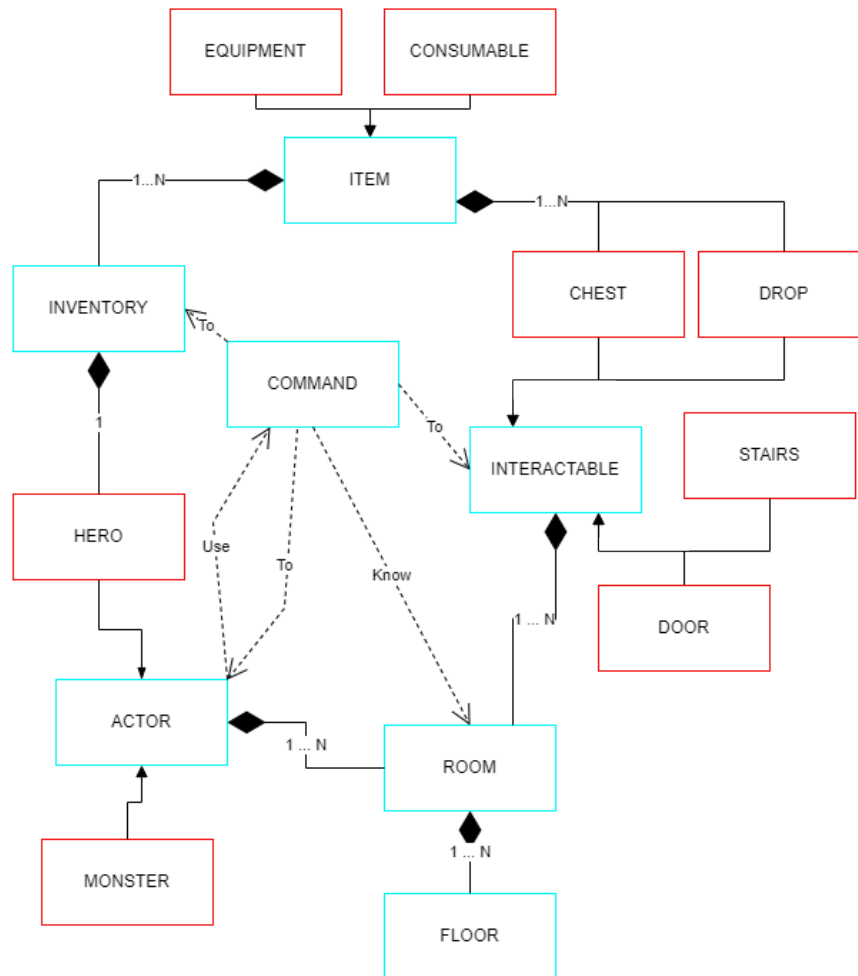 EQUIPMENT
CONSUMABLE
ITEM
1...N
1...N
INVENTORY
CHEST
DROP
To
COMMAND
To
1
INTERACTABLE
STAIRS
HERO
Use
To
Know
1 ... N
DOOR
ACTOR
1 ... N
ROOM
MONSTER
1 ... N
FLOOR